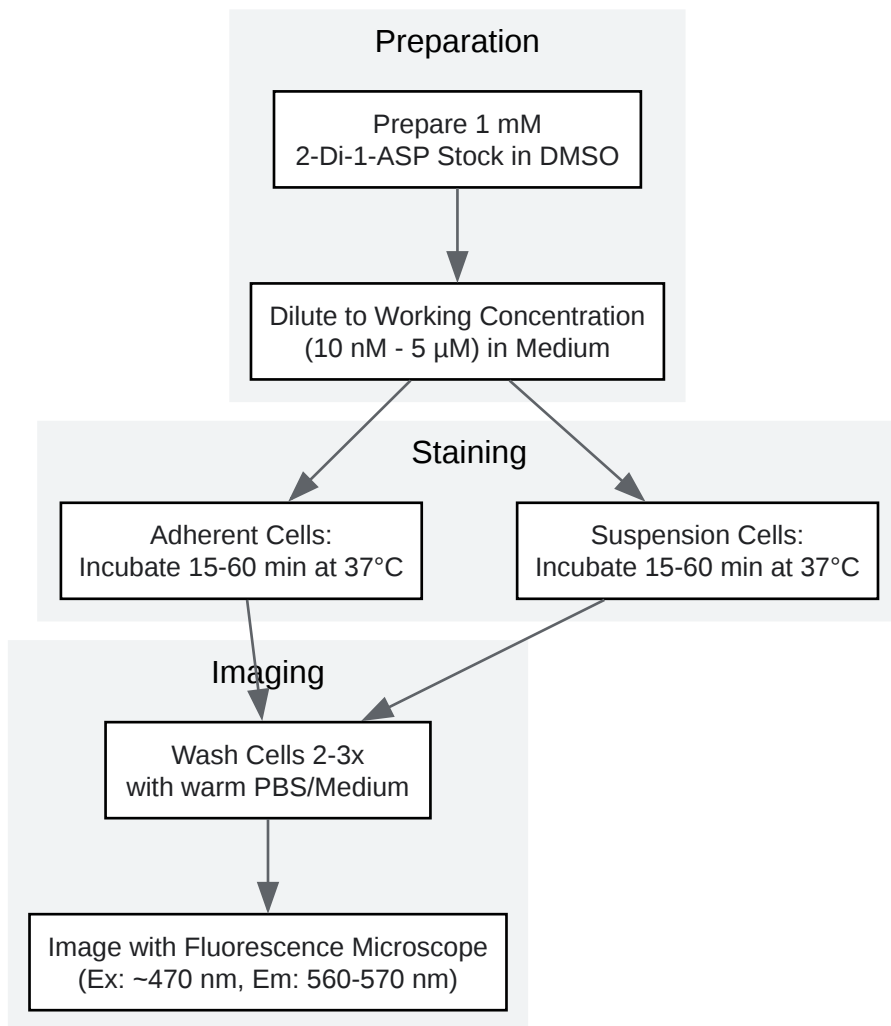 Preparation
Prepare 1 mM
2-Di-1-ASP Stock in DMSO
Dilute to Working Concentration
(10 nM - 5 µM) in Medium
Staining
Adherent Cells:
Incubate 15-60 min at 37°C
Suspension Cells:
Incubate 15-60 min at 37°C
Imaging
Wash Cells 2-3x
with warm PBS/Medium
Image with Fluorescence Microscope
(Ex: ~470 nm, Em: 560-570 nm)